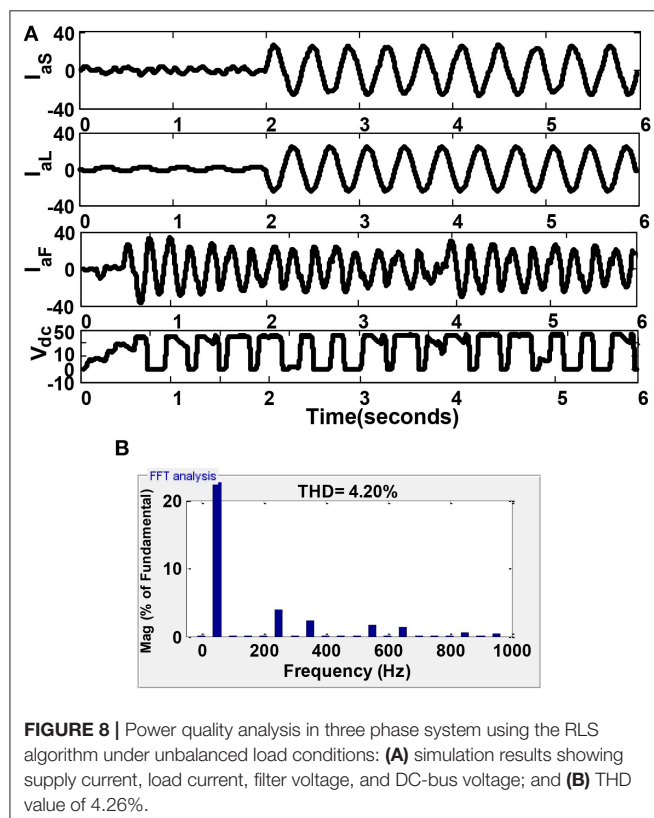 A
I_aS
40
0
-40
0 1 2 3 4 5 6
I_aL
40
0
-40
0 1 2 3 4 5 6
I_aF
40
0
-40
0 1 2 3 4 5 6
V_dc
50
10
-10
0 1 2 3 4 5 6
Time(seconds)
B
FFT analysis
THD= 4.20%
Mag (% of Fundamental)
20
10
0
0 200 400 600 800 1000
Frequency (Hz)
FIGURE 8 | Power quality analysis in three phase system using the RLS
algorithm under unbalanced load conditions: (A) simulation results showing
supply current, load current, filter voltage, and DC-bus voltage; and (B) THD
value of 4.26%.